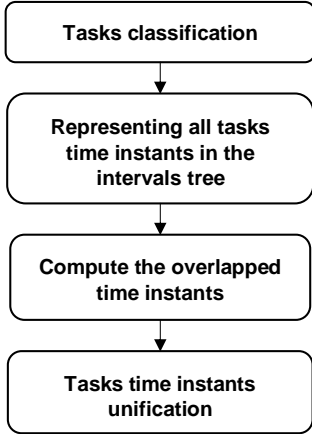 Tasks classification
Representing all tasks
time instants in the
intervals tree
Compute the overlapped
time instants
Tasks time instants
unification